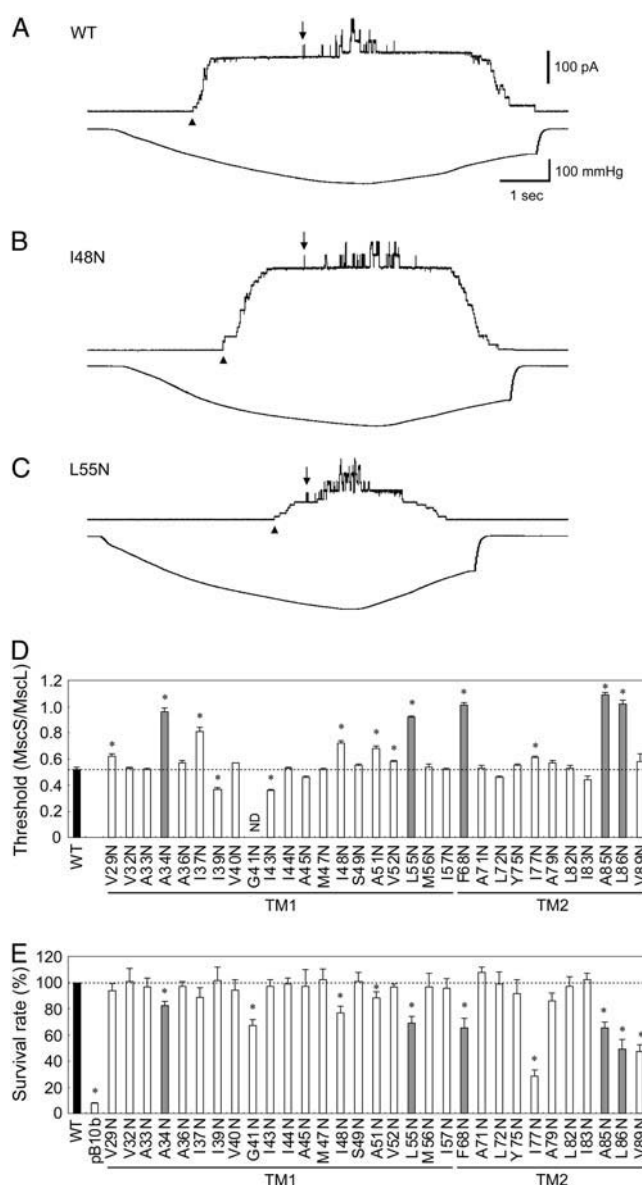 A
WT
100 pA
100 mmHg
1 sec
B
I48N
C
L55N
D
Threshold (MscS/MscL)
1.2
1.0
0.8
0.6
0.4
0.2
0
* * * * * * * * * * * * * *
ND
WT
V29N
V32N
A33N
A34N
A36N
I37N
I39N
V40N
G41N
I43N
I44N
A45N
M47N
I48N
S49N
A51N
V52N
L55N
M56N
I57N
F68N
A71N
L72N
Y75N
I77N
A79N
L82N
I83N
A85N
L86N
V89N
TM1
TM2
E
Survival rate (%)
120
100
80
60
40
20
0
* * * * * * * * * * *
WT
pB10b
V29N
V32N
A33N
A34N
A36N
I37N
I39N
V40N
G41N
I43N
I44N
A45N
M47N
I48N
S49N
A51N
V52N
L55N
M56N
I57N
F68N
A71N
L72N
Y75N
I77N
A79N
L82N
I83N
A85N
L86N
V89N
TM1
TM2